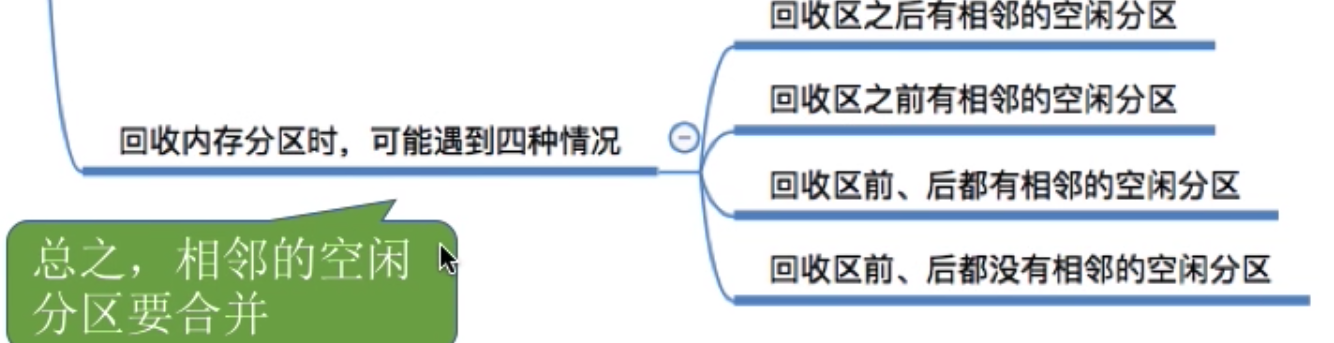 回收区之后有相邻的空闲分区
回收区之前有相邻的空闲分区
回收内存分区时，可能遇到四种情况
回收区前、后都有相邻的空闲分区
回收区前、后都没有相邻的空闲分区
总之，相邻的空闲
分区要合并